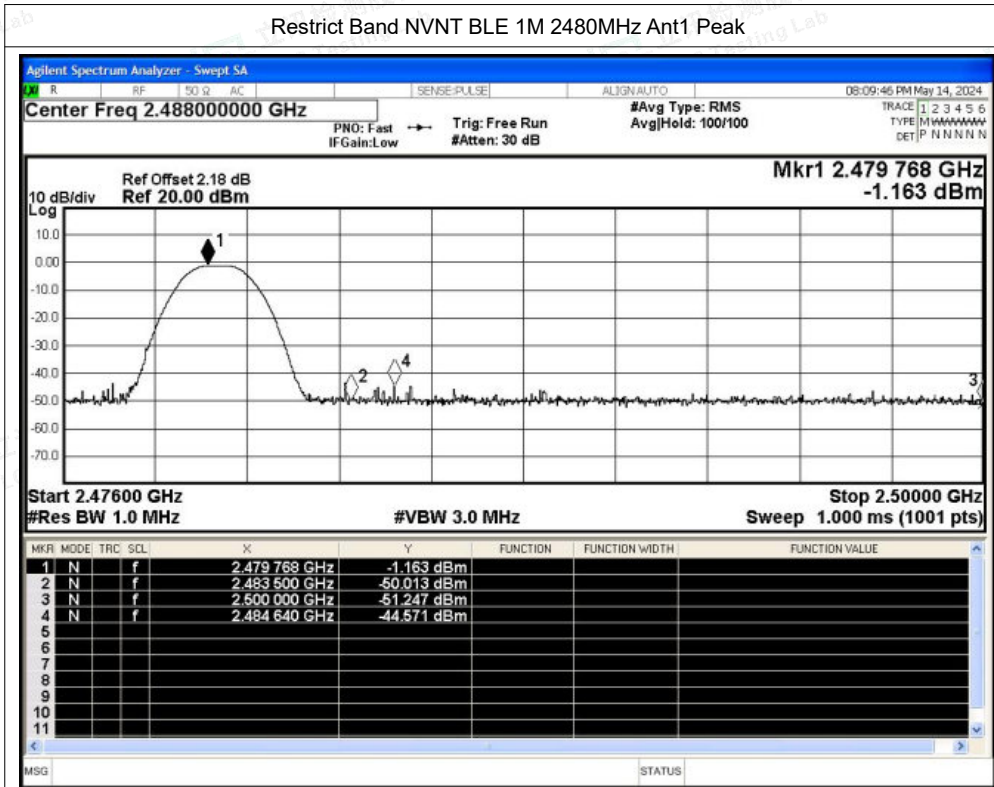 Restrict Band NVNT BLE 1M 2480MHz Ant1 Peak
Agilent Spectrum Analyzer - Swept SA
R RF 50 Ω AC SENSE:PULSE ALIGN AUTO 08:09:46 PM May 14, 2024
Center Freq 2.488000000 GHz #Avg Type: RMS TRACE 1 2 3 4 5 6
PNO: Fast Trig: Free Run Avg|Hold: 100/100 TYPE M W W W W W
IFGain:Low #Atten: 30 dB DET P N N N N N
Mkr1 2.479 768 GHz
Ref Offset 2.18 dB
-1.163 dBm
10 dB/div Ref 20.00 dBm
Log
10.0
1
0.00
-10.0
-20.0
-30.0
4
-40.0
2 3
-50.0
-60.0
-70.0
Start 2.47600 GHz Stop 2.50000 GHz
#Res BW 1.0 MHz #VBW 3.0 MHz Sweep 1.000 ms (1001 pts)
MKR MODE TRC SCL X Y FUNCTION FUNCTION WIDTH FUNCTION VALUE
1 N f 2.479 768 GHz -1.163 dBm
2 N f 2.483 500 GHz -50.013 dBm
3 N f 2.500 000 GHz -51.247 dBm
4 N f 2.484 640 GHz -44.571 dBm
5
6
7
8
9
10
11
MSG STATUS